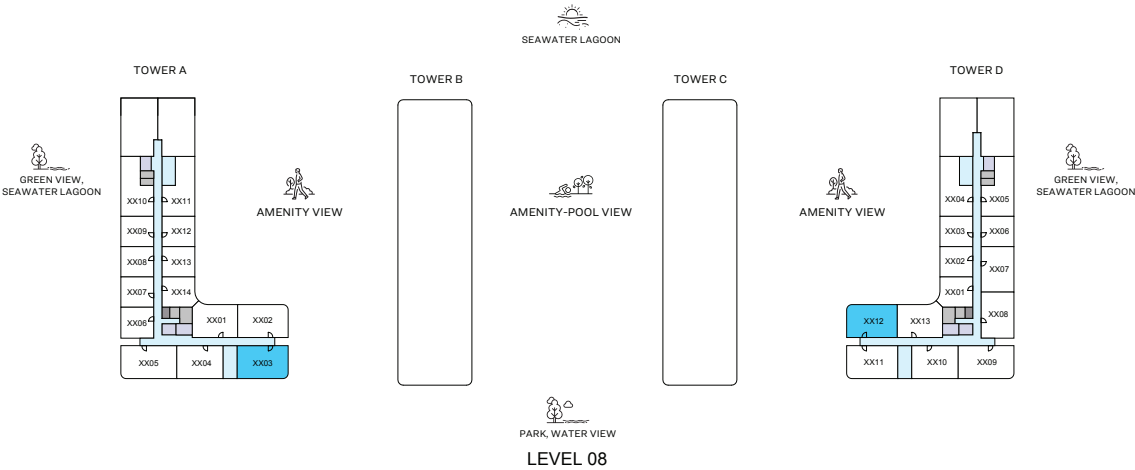 SEAWATER LAGOON
TOWER A
TOWER B
TOWER C
TOWER D
GREEN VIEW,
SEAWATER LAGOON
AMENITY VIEW
AMENITY-POOL VIEW
AMENITY VIEW
GREEN VIEW,
SEAWATER LAGOON
XX10 XX11
XX09 XX12
XX08 XX13
XX07 XX14
XX06 XX01 XX02
XX05 XX04 XX03
XX04 XX05
XX03 XX06
XX02 XX07
XX01
XX12 XX13 XX08
XX11 XX10 XX09
PARK, WATER VIEW
LEVEL 08